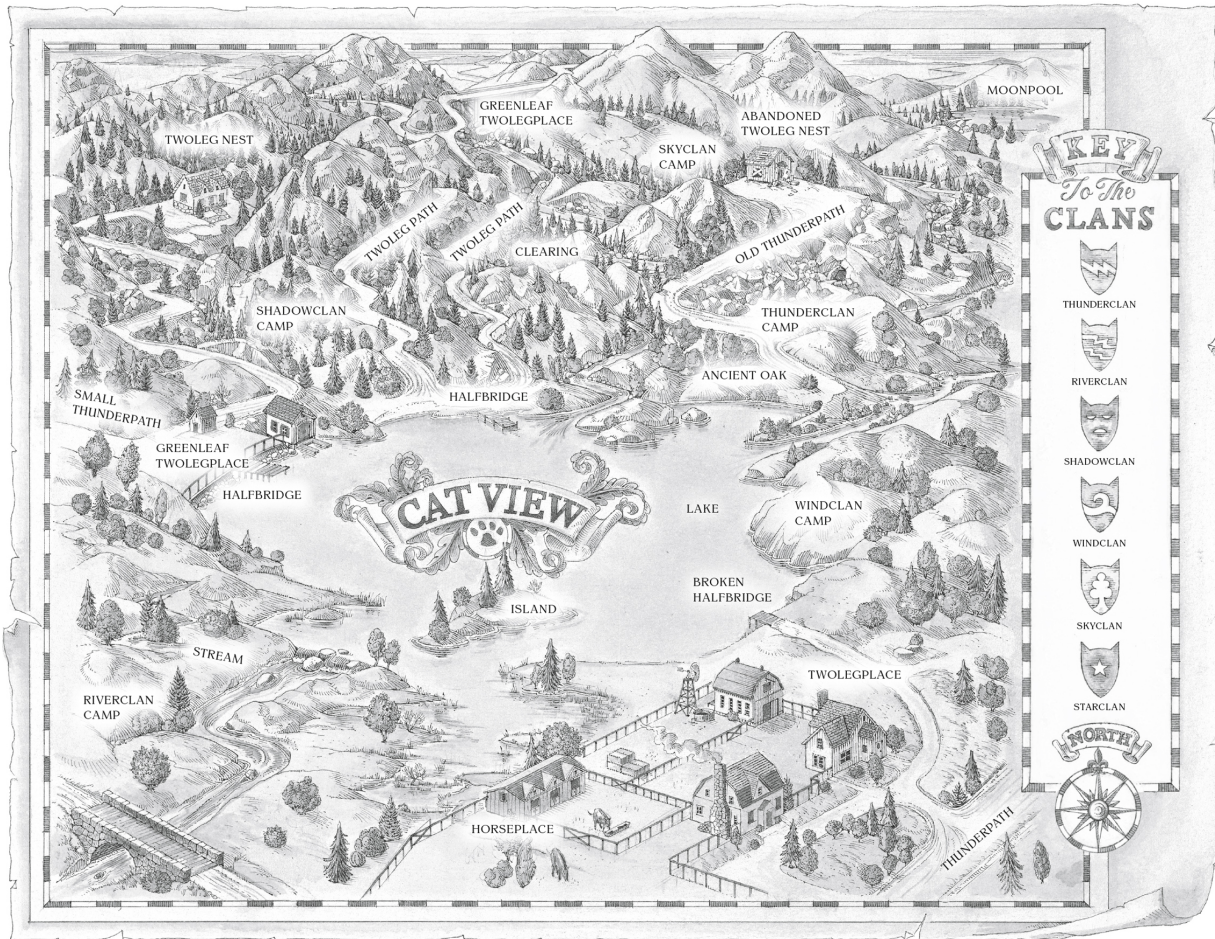 MOONPOOL
GREENLEAF
TWOLEGPLACE
ABANDONED
TWOLEG NEST
TWOLEG NEST
SKYCLAN
CAMP
KEY
To The
CLANS
TWOLEG PATH
TWOLEG PATH
OLD THUNDERPATH
CLEARING
THUNDERCLAN
SHADOWCLAN
CAMP
THUNDERCLAN
CAMP
RIVERCLAN
ANCIENT OAK
SMALL
THUNDERPATH
HALFBRIDGE
GREENLEAF
TWOLEGPLACE
SHADOWCLAN
HALFBRIDGE
CAT VIEW
LAKE
WINDCLAN
CAMP
WINDCLAN
BROKEN
HALFBRIDGE
ISLAND
SKYCLAN
STREAM
TWOLEGPLACE
RIVERCLAN
CAMP
STARCLAN
NORTH
HORSEPLACE
THUNDERPATH